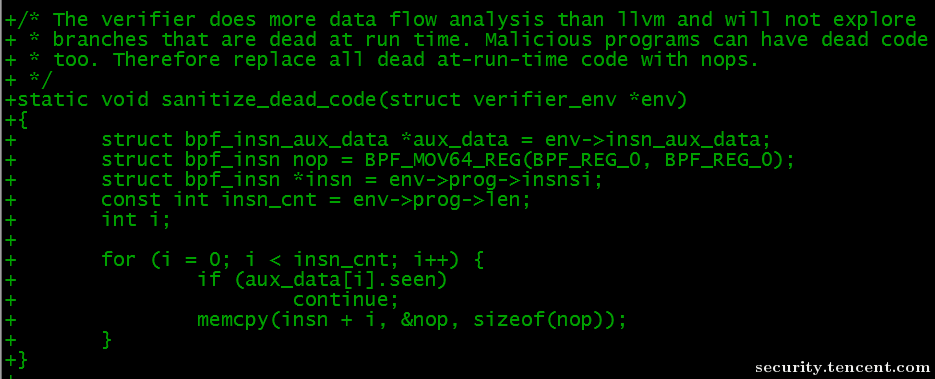 +/* The verifier does more data flow analysis than llvm and will not explore
+ * branches that are dead at run time. Malicious programs can have dead code
+ * too. Therefore replace all dead at-run-time code with nops.
+ */
+static void sanitize_dead_code(struct verifier_env *env)
+{
+       struct bpf_insn_aux_data *aux_data = env->insn_aux_data;
+       struct bpf_insn nop = BPF_MOV64_REG(BPF_REG_0, BPF_REG_0);
+       struct bpf_insn *insn = env->prog->insnsi;
+       const int insn_cnt = env->prog->len;
+       int i;
+
+       for (i = 0; i < insn_cnt; i++) {
+               if (aux_data[i].seen)
+                       continue;
+               memcpy(insn + i, &nop, sizeof(nop));
+       }
+}
+
security.tencent.com